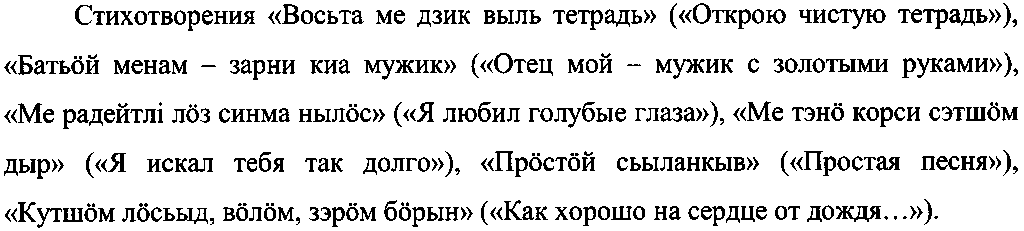 Стихотворения «Восьта ме дзик выль тетрадь» («Открою чистую тетрадь»),
«Батьӧй менам – зарни киа мужик» («Отец мой – мужик с золотыми руками»),
«Ме радейтлі лӧз синма нылӧс» («Я любил голубые глаза»), «Ме тэнӧ корси сэтшӧм
дыр» («Я искал тебя так долго»), «Прӧстӧй сьыланкыв» («Простая песня»),
«Кутшӧм лӧсьыд, вӧлӧм, зэрӧм бӧрын» («Как хорошо на сердце от дождя…»).